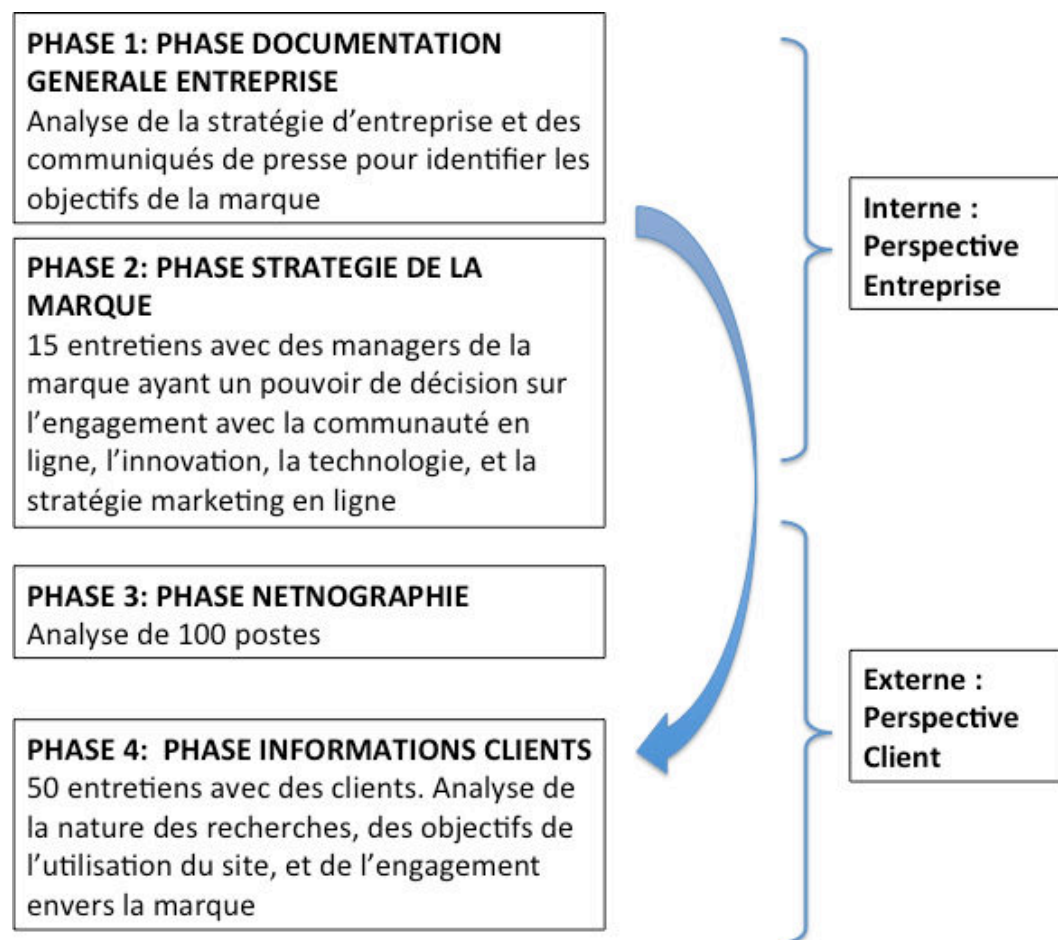 PHASE 1: PHASE DOCUMENTATION
GENERALE ENTREPRISE
Analyse de la stratégie d’entreprise et des
communiqués de presse pour identifier les
objectifs de la marque
PHASE 2: PHASE STRATEGIE DE LA
MARQUE
15 entretiens avec des managers de la
marque ayant un pouvoir de décision sur
l’engagement avec la communauté en
ligne, l’innovation, la technologie, et la
stratégie marketing en ligne
Interne :
Perspective
Entreprise
PHASE 3: PHASE NETNOGRAPHIE
Analyse de 100 postes
PHASE 4:  PHASE INFORMATIONS CLIENTS
50 entretiens avec des clients. Analyse de
la nature des recherches, des objectifs de
l’utilisation du site, et de l’engagement
envers la marque
Externe :
Perspective
Client